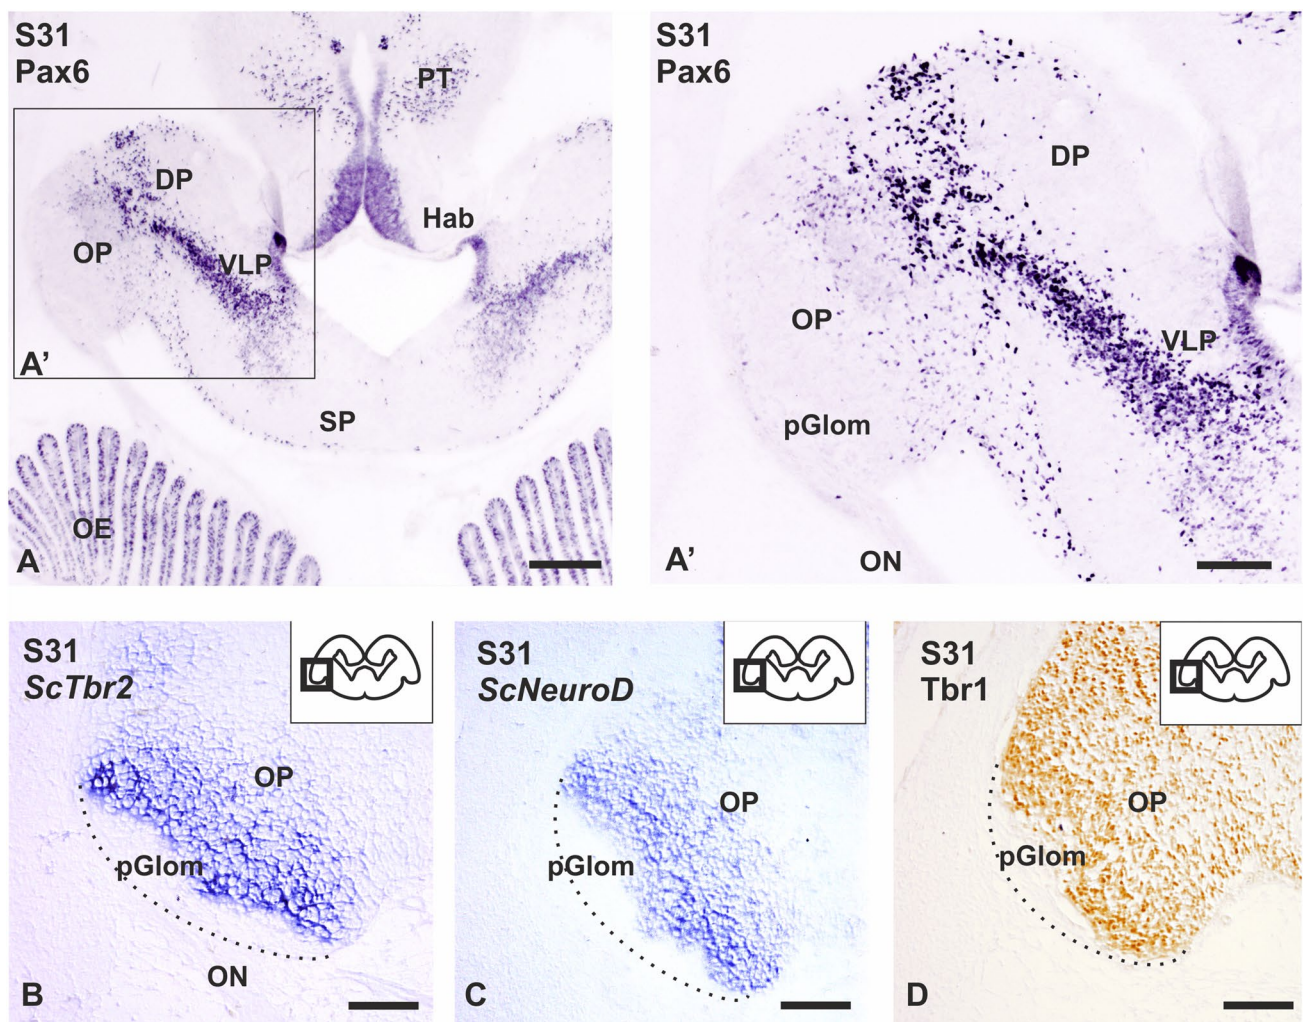 S31
Pax6
PT
DP
Hab
OP
VLP
A’
SP
OE
A
S31
Pax6
DP
OP
VLP
pGlom
A’
ON
S31
ScTbr2
OP
pGlom
ON
B
S31
ScNeuroD
OP
pGlom
C
S31
Tbr1
OP
pGlom
D